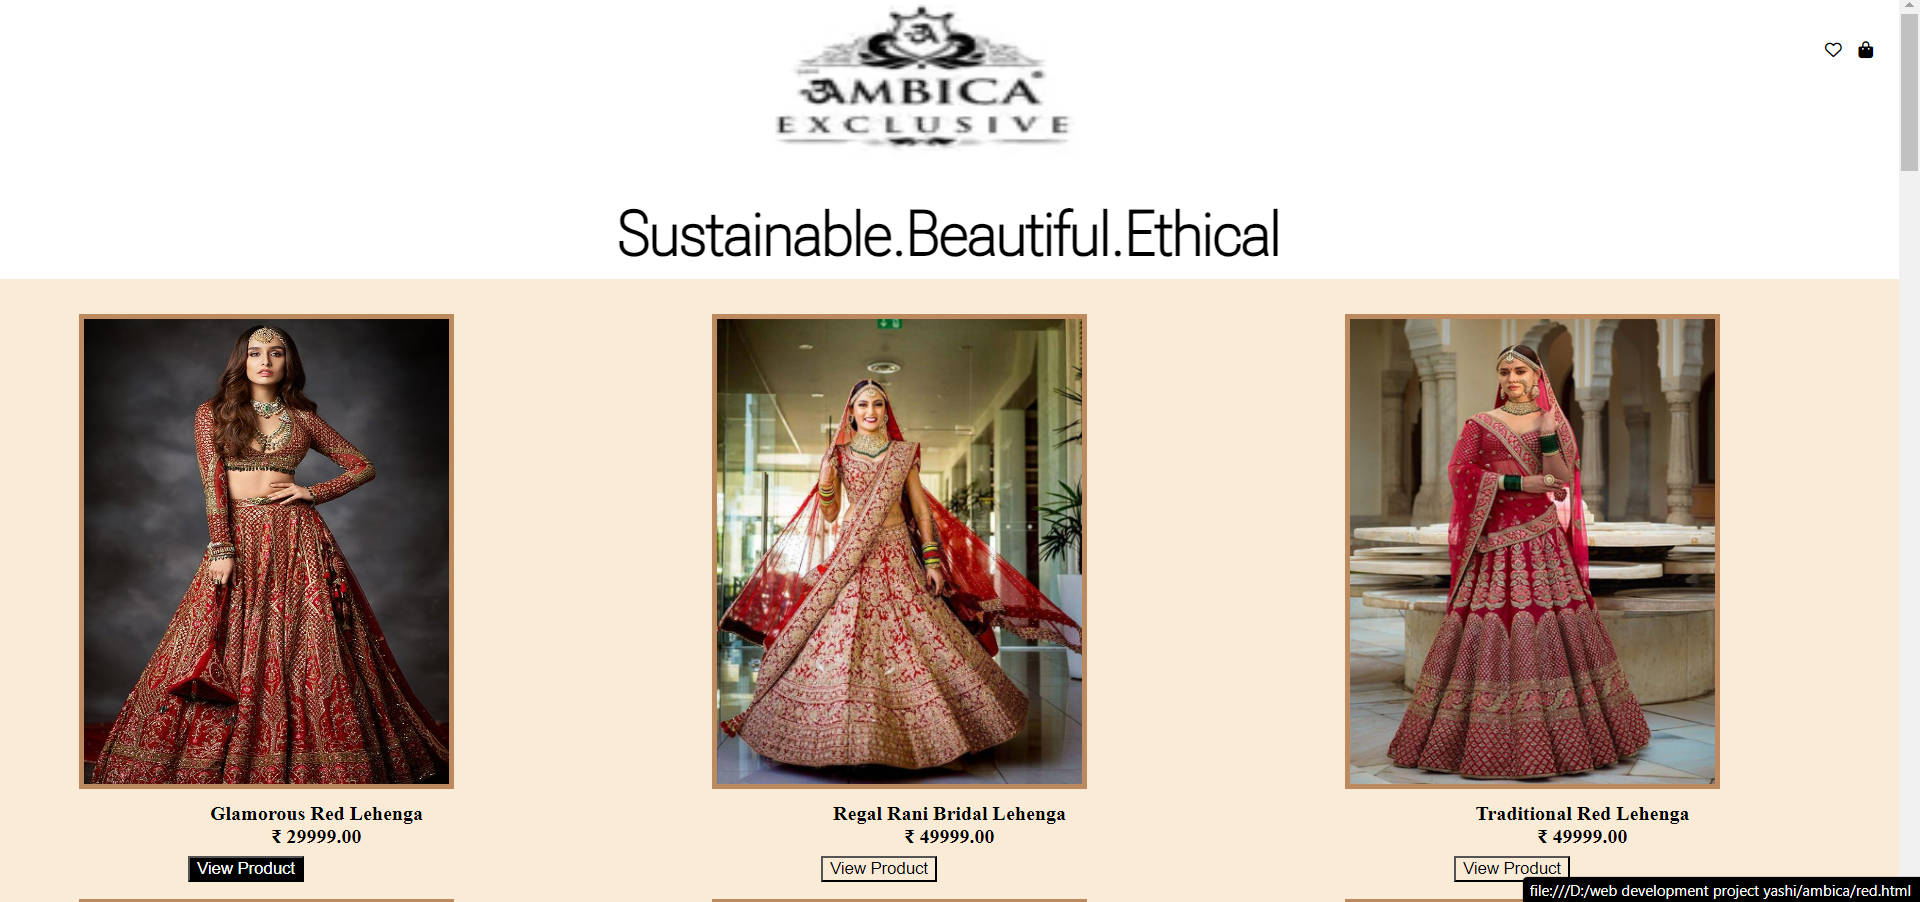 ॐAMBICA®
EXCLUSIVE
Sustainable.Beautiful.Ethical
Glamorous Red Lehenga
₹ 29999.00
View Product
Regal Rani Bridal Lehenga
₹ 49999.00
View Product
Traditional Red Lehenga
₹ 49999.00
View Product
file:///D:/web development project yashi/ambica/red.html